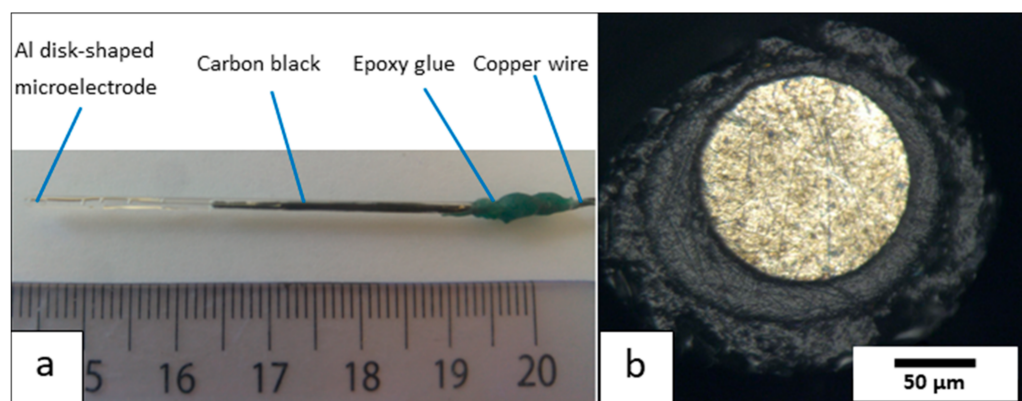 Al disk-shaped
microelectrode
Carbon black
Epoxy glue
Copper wire
a
5 16 17 18 19 20
b
50 µm